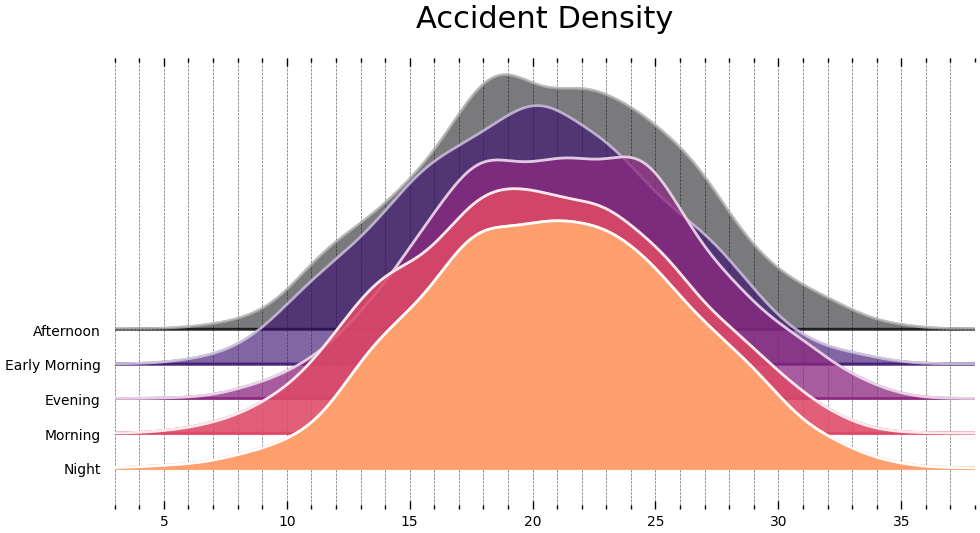 Accident Density
Afternoon
Early Morning
Evening
Morning
Night
5 10 15 20 25 30 35